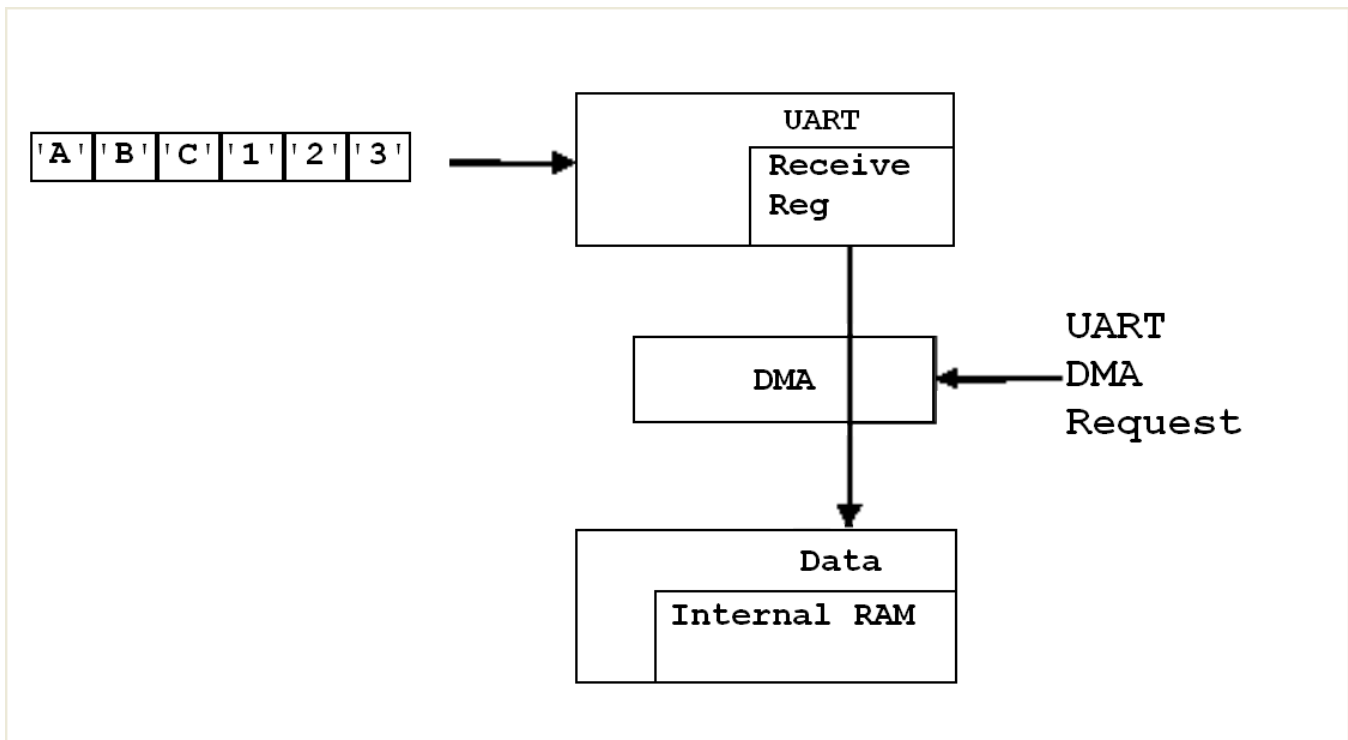 'A' 'B' 'C' '1' '2' '3'
UART
Receive
Reg
UART
DMA
Request
DMA
Data
Internal RAM